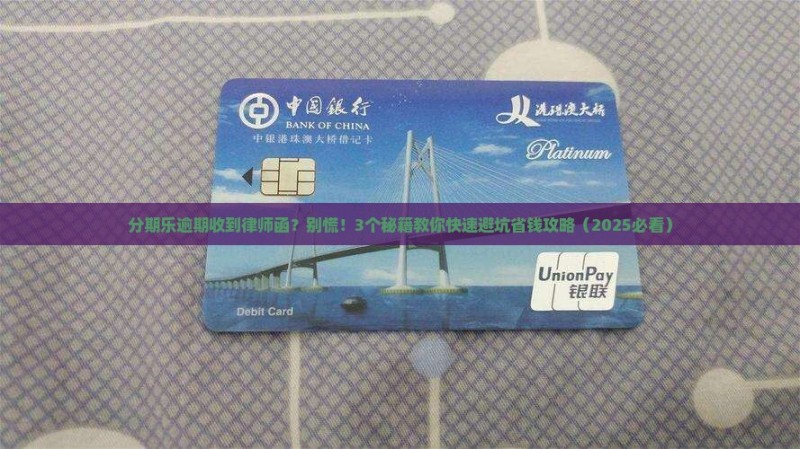 中国银行
BANK OF CHINA
中银港珠澳大桥借记卡
港珠澳大桥
Platinum
分期乐逾期收到律师函？别慌！3个秘籍教你快速避坑省钱攻略（2025必看）
UnionPay
银联
Debit Card